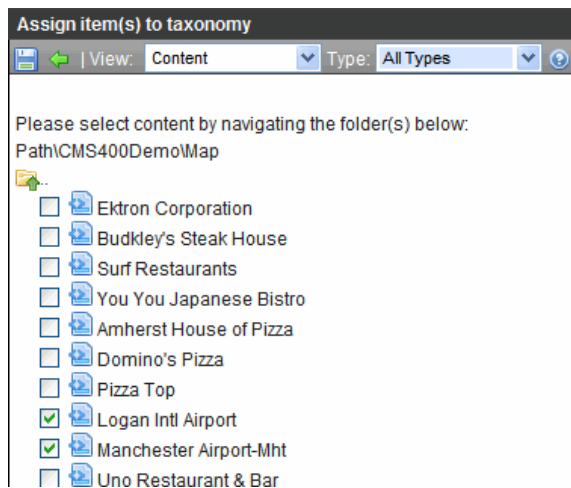 Assign item(s) to taxonomy
| View: Content Type: All Types
Please select content by navigating the folder(s) below:
Path\CMS400Demo\Map
..
Ektron Corporation
Budkley's Steak House
Surf Restaurants
You You Japanese Bistro
Amherst House of Pizza
Domino's Pizza
Pizza Top
Logan Intl Airport
Manchester Airport-Mht
Uno Restaurant & Bar